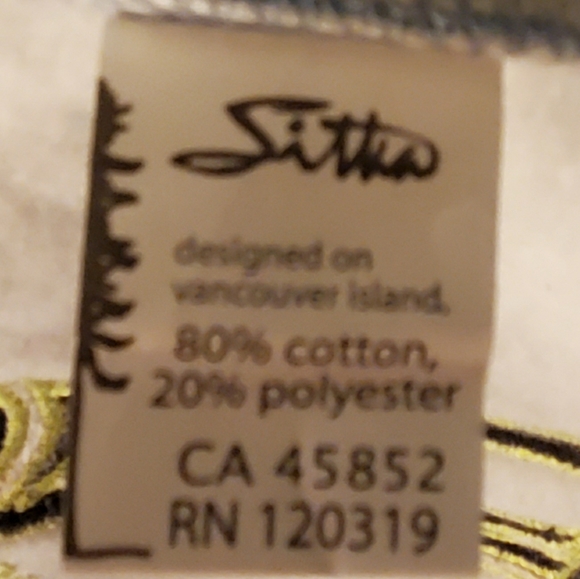 Sitka
designed on
vancouver island.
80% cotton,
20% polyester
CA 45852
RN 120319